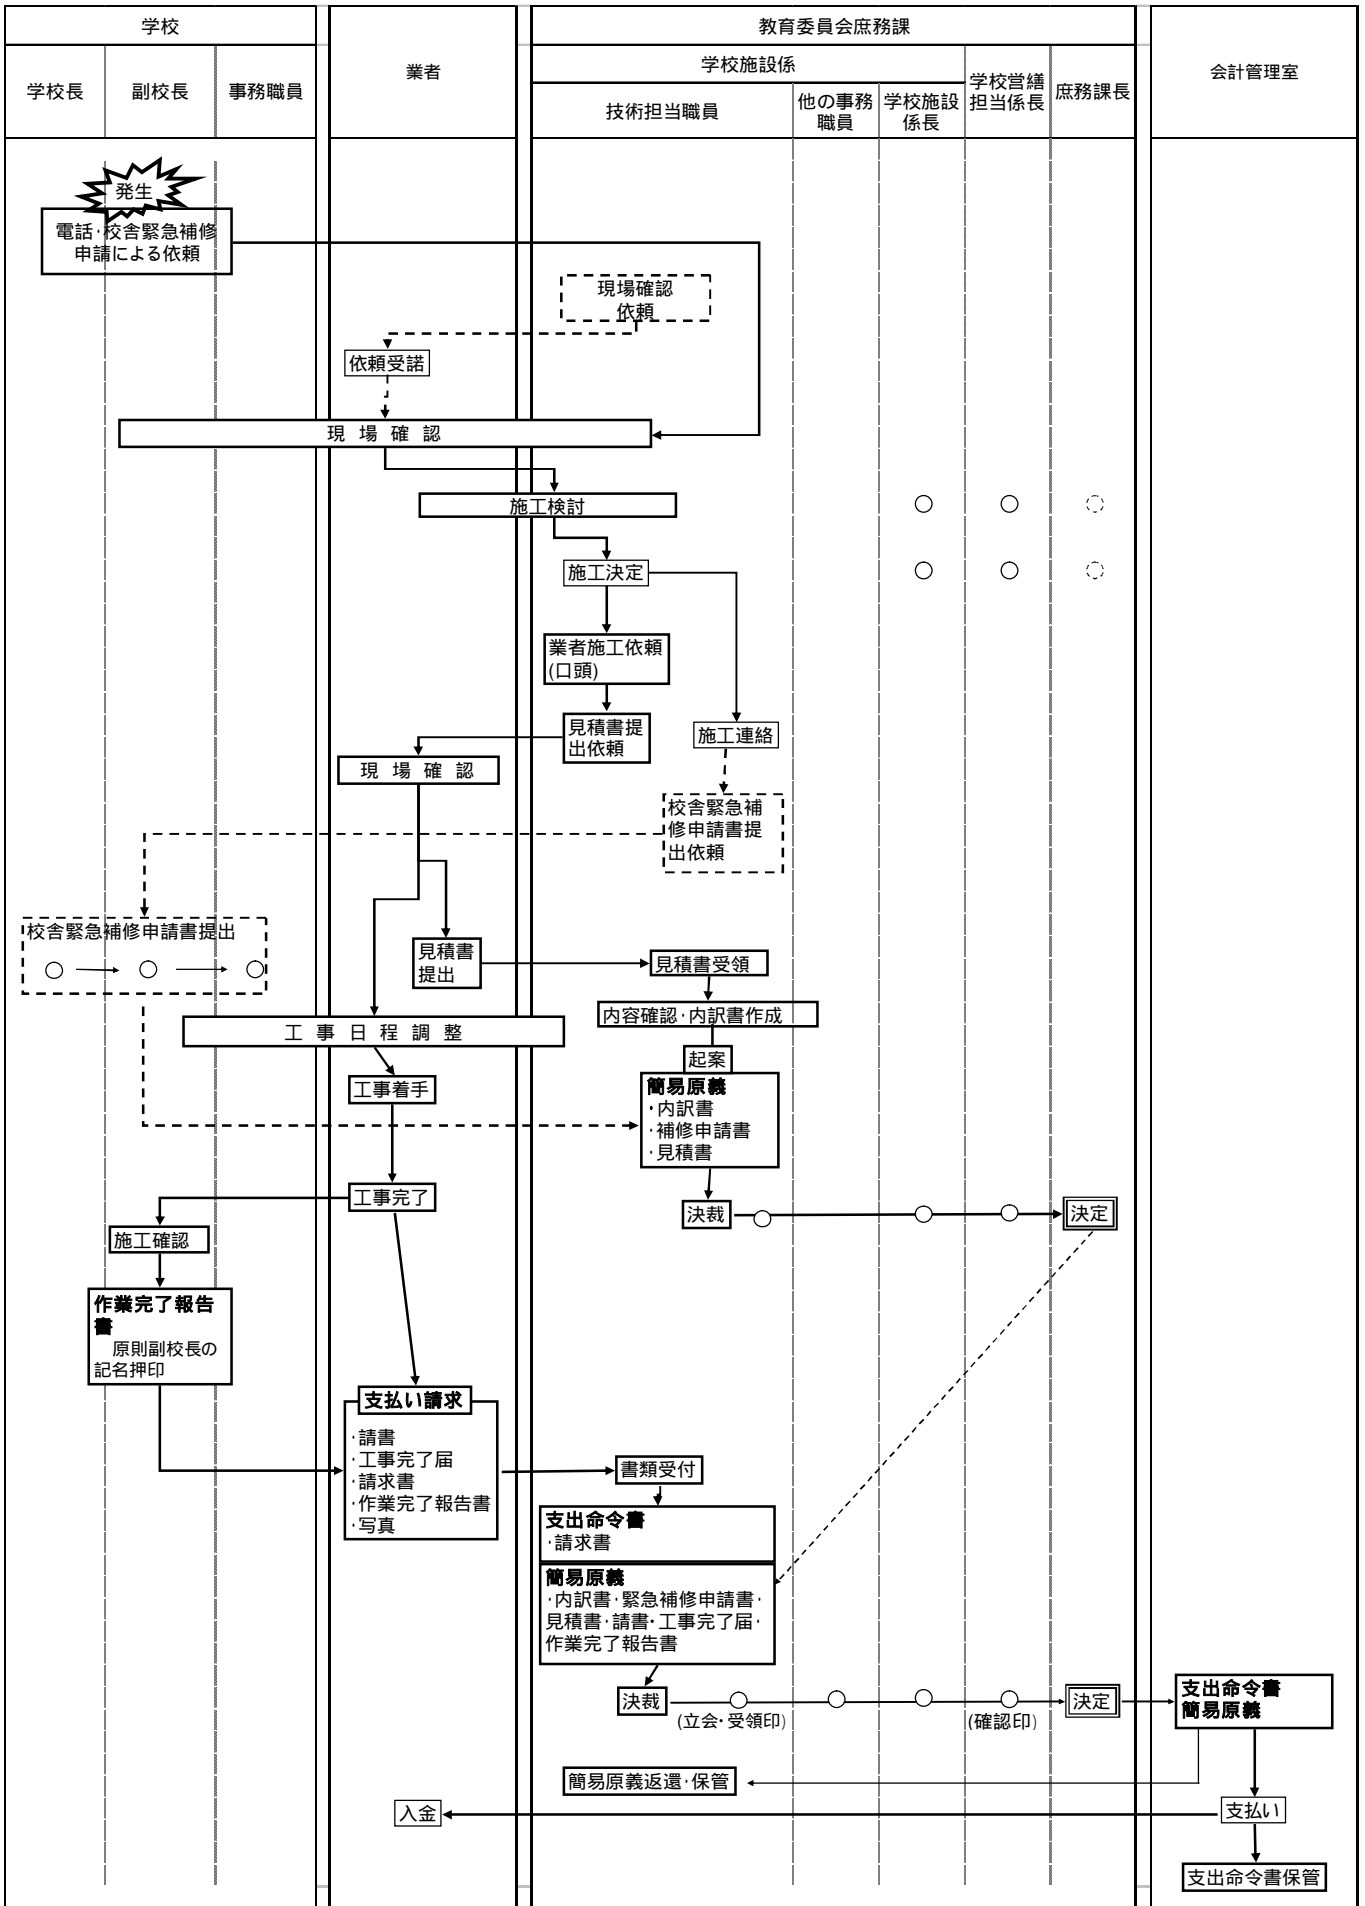 学校
業者
教育委員会庶務課
会計管理室
学校長
副校長
事務職員
学校施設係
学校営繕
担当係長
庶務課長
技術担当職員
他の事務
職員
学校施設
係長
発生
電話・校舎緊急補修
申請による依頼
現場確認
依頼
依頼受諾
現場確認
施工検討
施工決定
業者施工依頼
(口頭)
見積書提
出依頼
施工連絡
現場確認
校舎緊急補
修申請書提
出依頼
校舎緊急補修申請書提出
見積書
提出
見積書受領
内容確認・内訳書作成
工事日程調整
起案
簡易原義
・内訳書
・補修申請書
・見積書
工事着手
工事完了
決裁
決定
施工確認
作業完了報告
書
原則副校長の
記名押印
支払い請求
・請書
・工事完了届
・請求書
・作業完了報告書
・写真
書類受付
支出命令書
・請求書
簡易原義
・内訳書・緊急補修申請書・
見積書・請書・工事完了届・
作業完了報告書
決裁
(立会・受領印)
(確認印)
決定
支出命令書
簡易原義
簡易原義返還・保管
入金
支払い
支出命令書保管